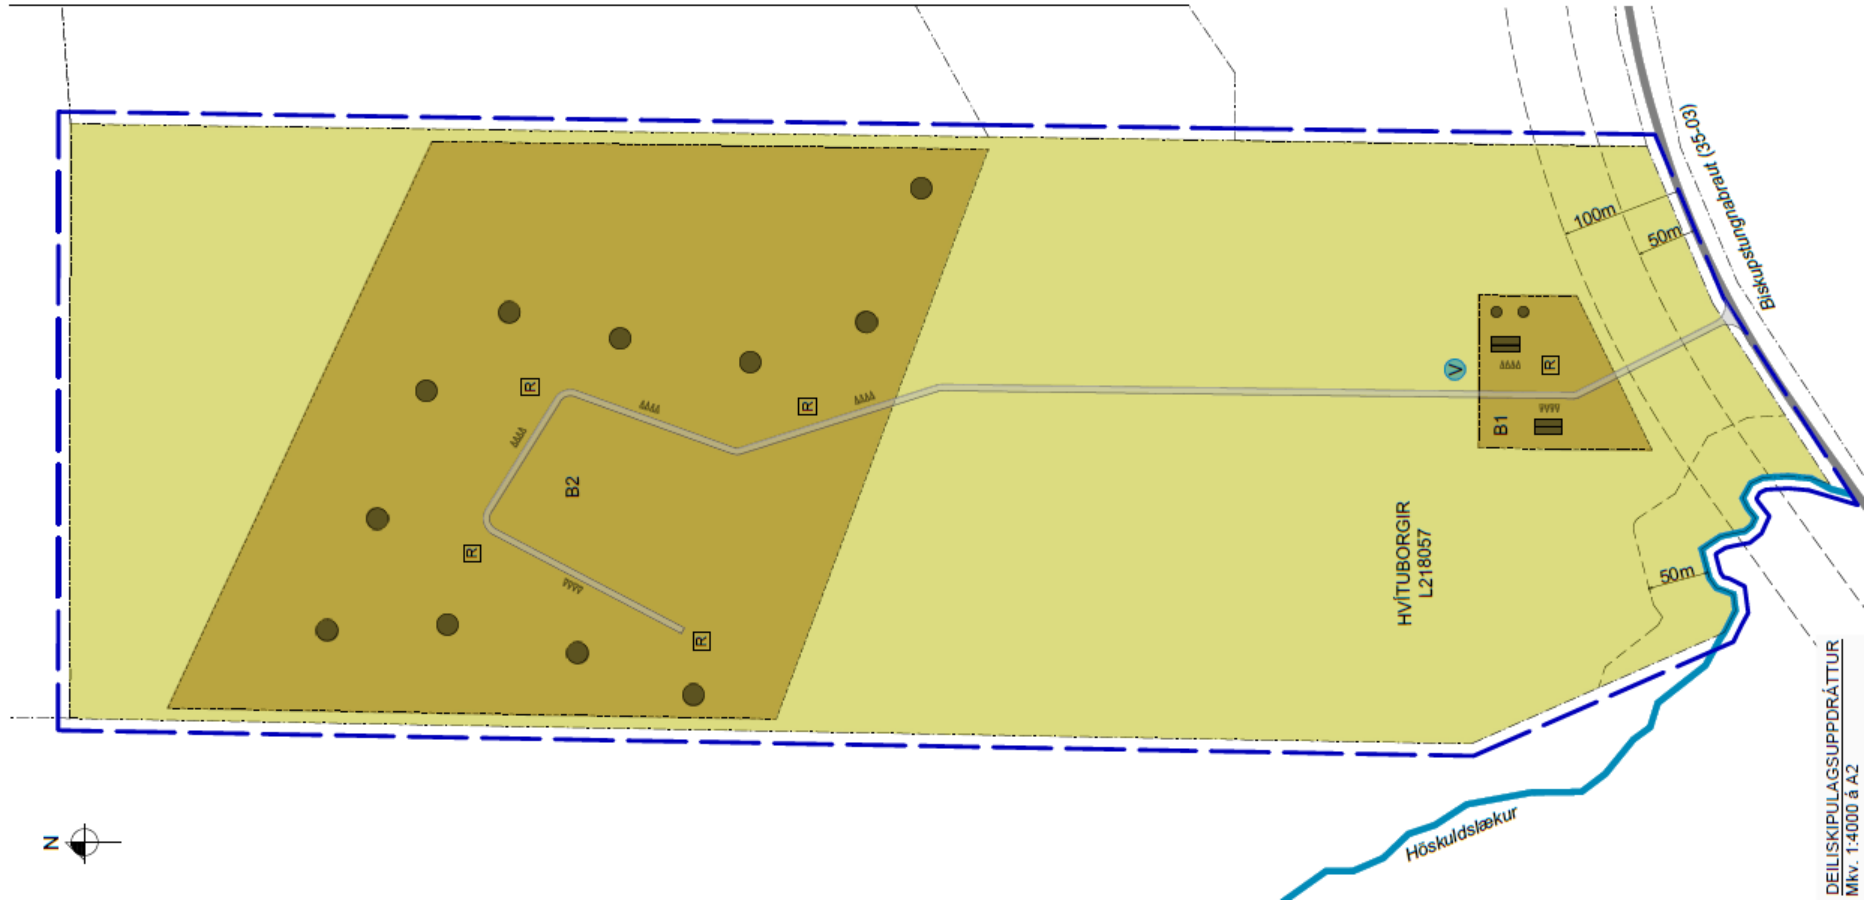 Biskupstungnabraut (35-03)
100m
50m
R
R
R
R
R
V
B1
B2
HVÍTUBORGIR
L218057
50m
Höskuldslækur
N
DEILISKIPULAGSUPPDRÁTTUR
Mkv. 1:4000 á A2